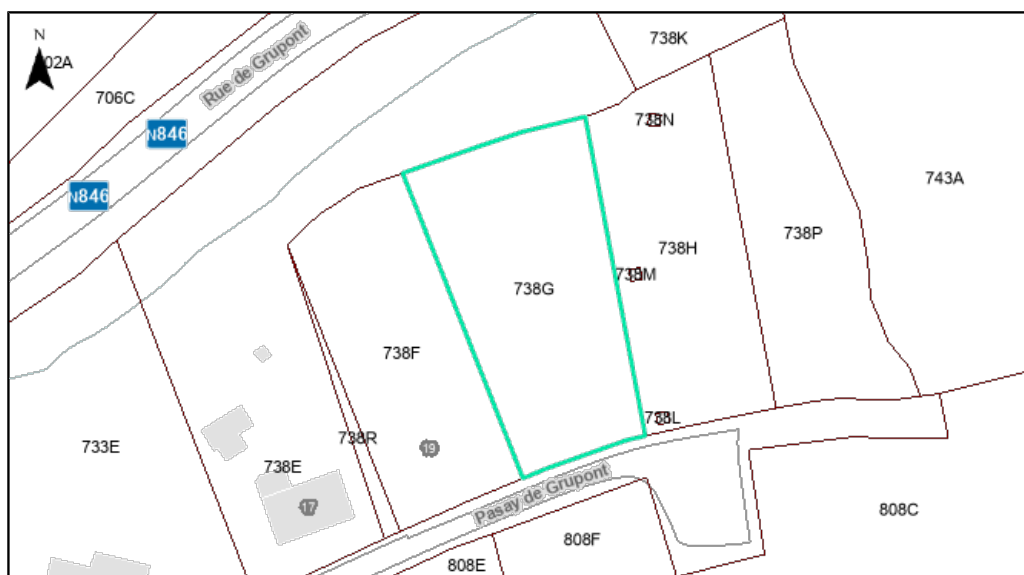 N
02A
706C
Rue de Grupont
N846
N846
738K
738N
743A
738P
738H
738M
738G
738F
738L
738R
19
733E
738E
17
Pasay de Grupont
808C
808F
808E